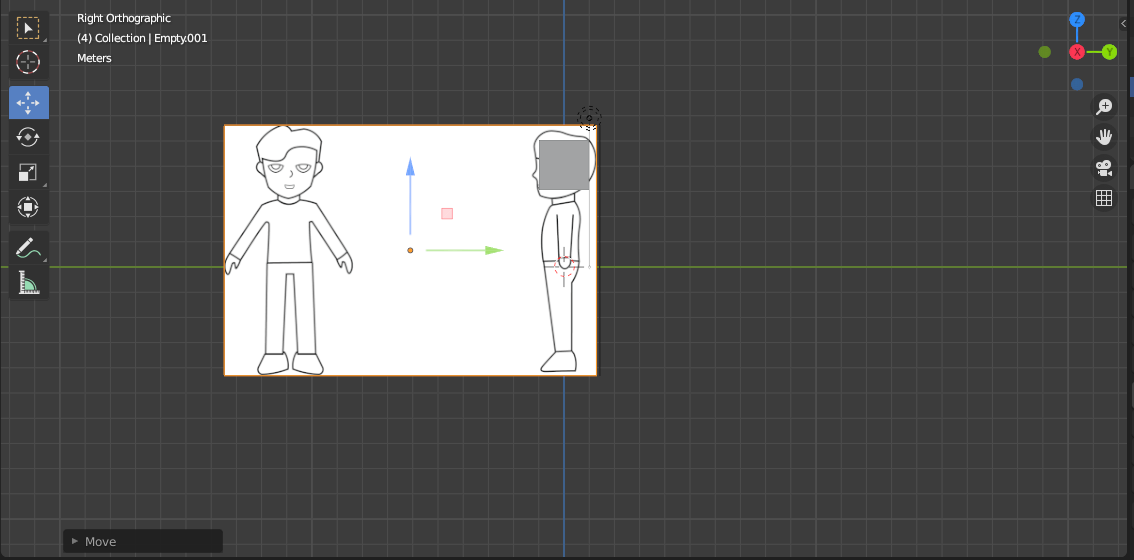 Right Orthographic
(4) Collection | Empty.001
Meters
Z
X
Y
Move